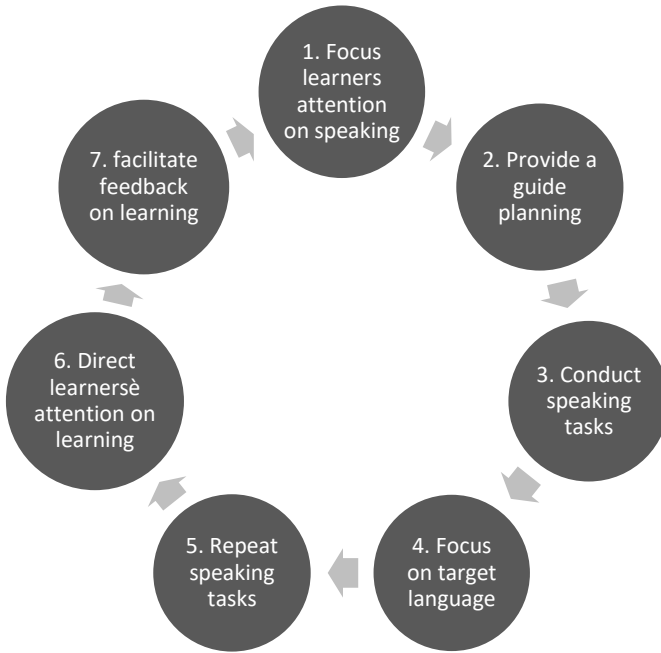 1. Focus
learners
attention
on speaking
2. Provide a
guide
planning
3. Conduct
speaking
tasks
4. Focus
on target
language
5. Repeat
speaking
tasks
6. Direct
learnersè
attention on
learning
7. facilitate
feedback
on learning